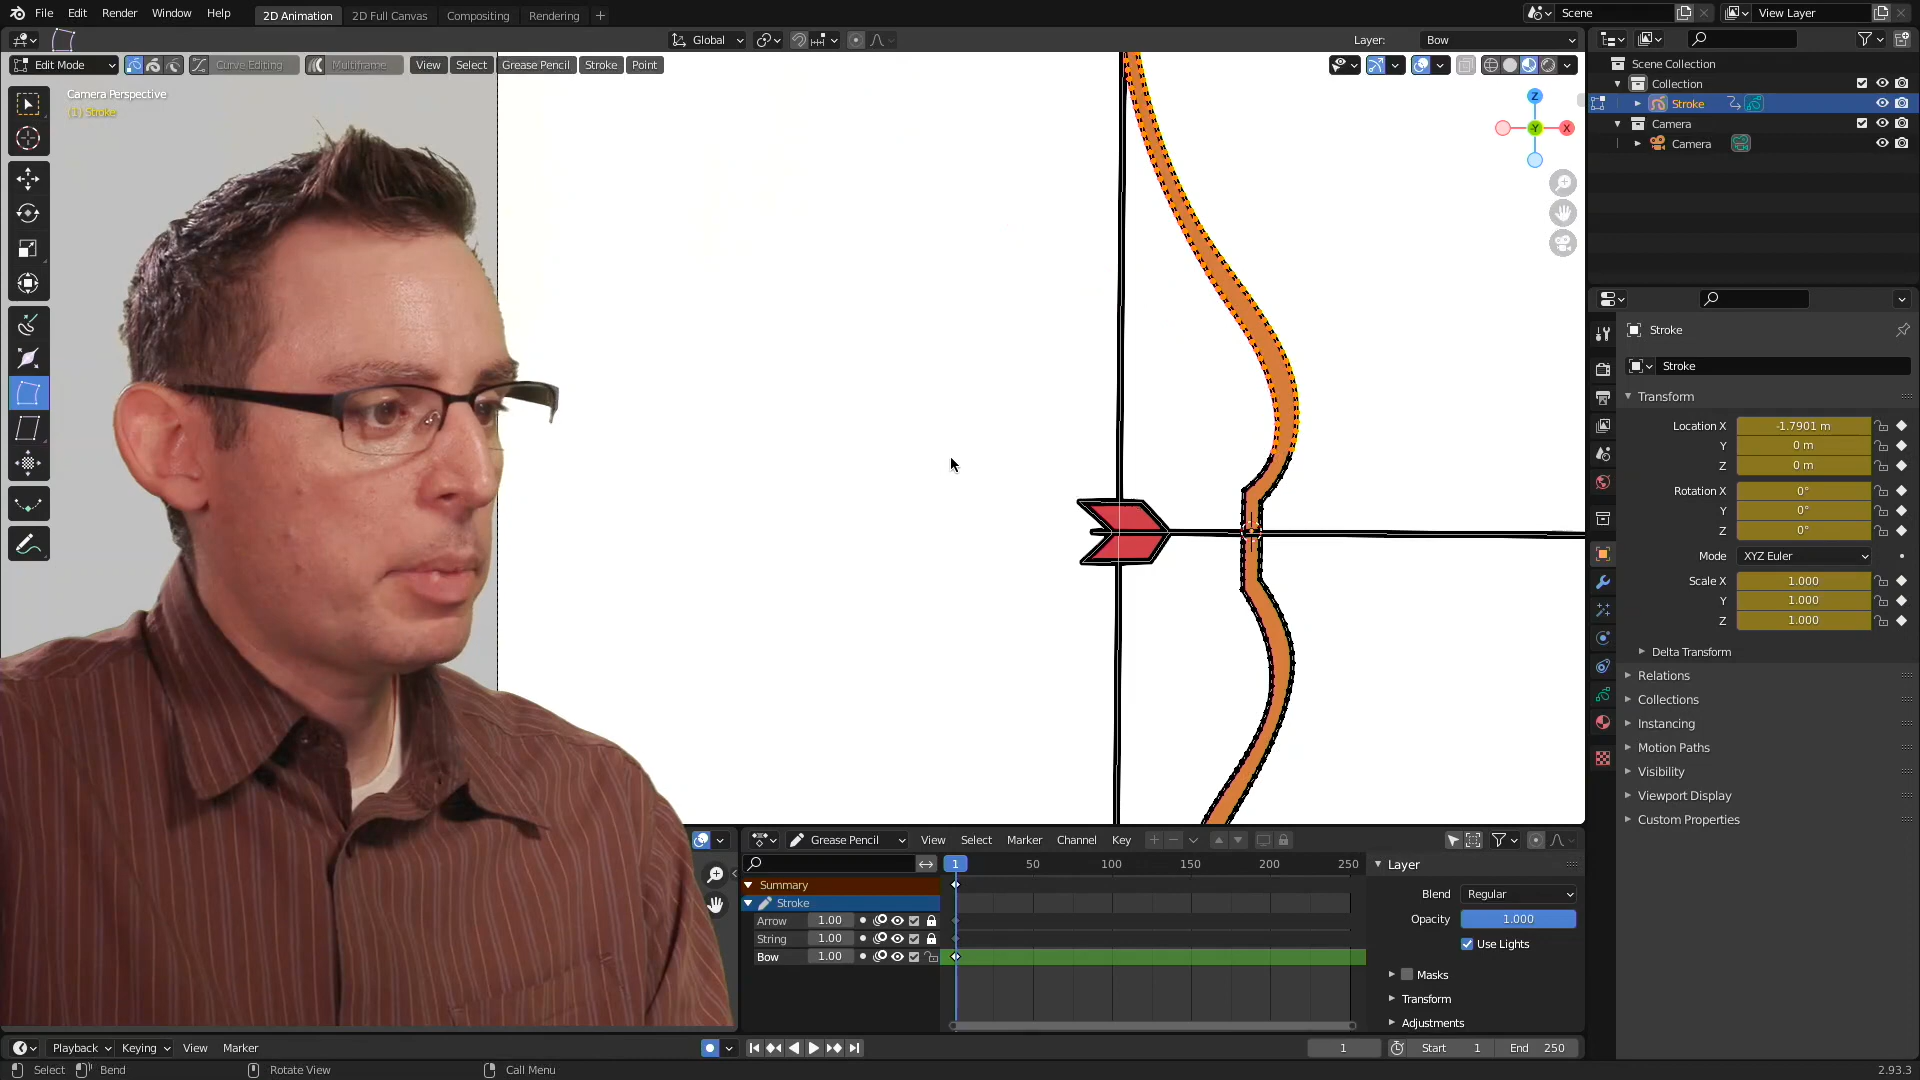 File Edit Render Window Help 2D Animation 2D Full Canvas Compositing Rendering + Scene View Layer
Global Layer: Bow
Edit Mode Curve Editing Multiframe View Select Grease Pencil Stroke Point
Camera Perspective
(1) Stroke
Z
-Y X
Scene Collection
Collection
Stroke
Camera
Camera
Stroke
Stroke
Transform
Location X -1.7901 m
Y 0 m
Z 0 m
Rotation X 0°
Y 0°
Z 0°
Mode XYZ Euler
Scale X 1.000
Y 1.000
Z 1.000
Delta Transform
Relations
Collections
Instancing
Motion Paths
Visibility
Viewport Display
Custom Properties
Grease Pencil View Select Marker Channel Key
1 50 100 150 200 250
Summary
Stroke
Arrow 1.00
String 1.00
Bow 1.00
Layer
Blend Regular
Opacity 1.000
Use Lights
Masks
Transform
Adjustments
Playback Keying View Marker 1 Start 1 End 250
Select Bend Rotate View Call Menu 2.93.3